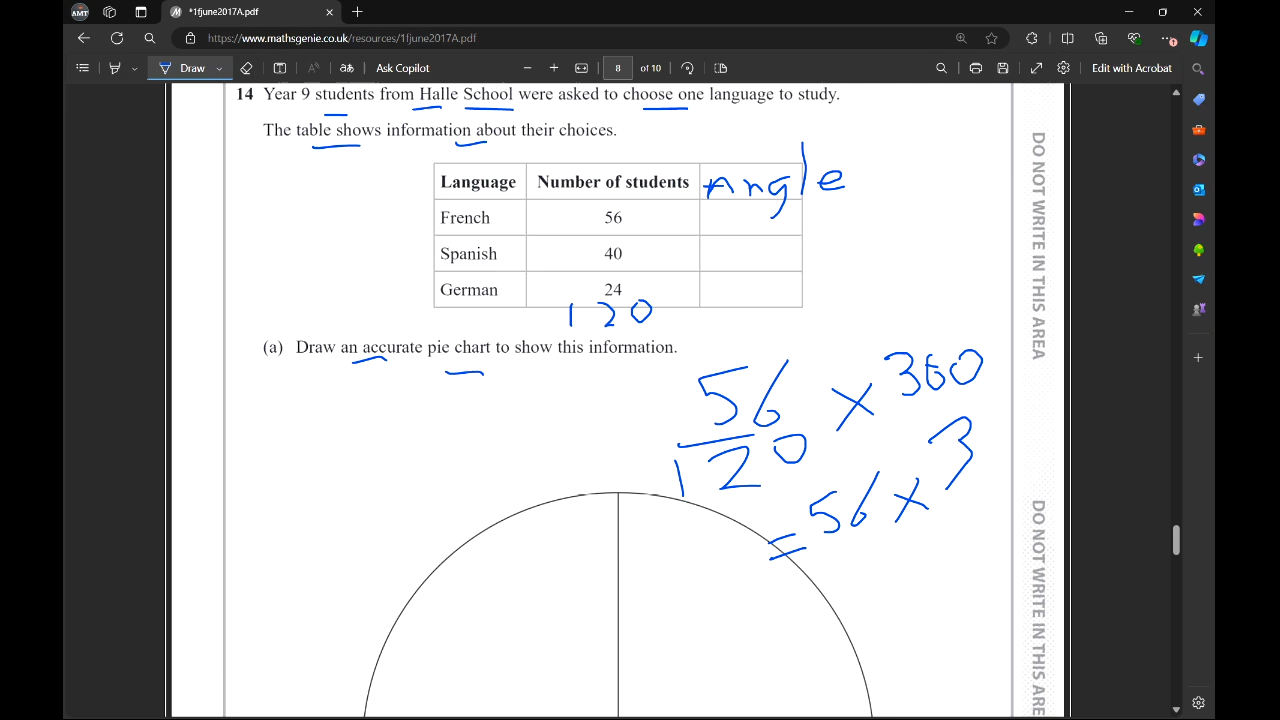 *1fjune2017A.pdf
https://www.mathsgenie.co.uk/resources/1fjune2017A.pdf
Draw
Ask Copilot
8 of 10
Edit with Acrobat
14 Year 9 students from Halle School were asked to choose one language to study.
The table shows information about their choices.
Language Number of students Angle
French 56
Spanish 40
German 24
120
(a) Draw an accurate pie chart to show this information.
56
120
× 360
= 56 × 3
DO NOT WRITE IN THIS AREA
DO NOT WRITE IN THIS ARE